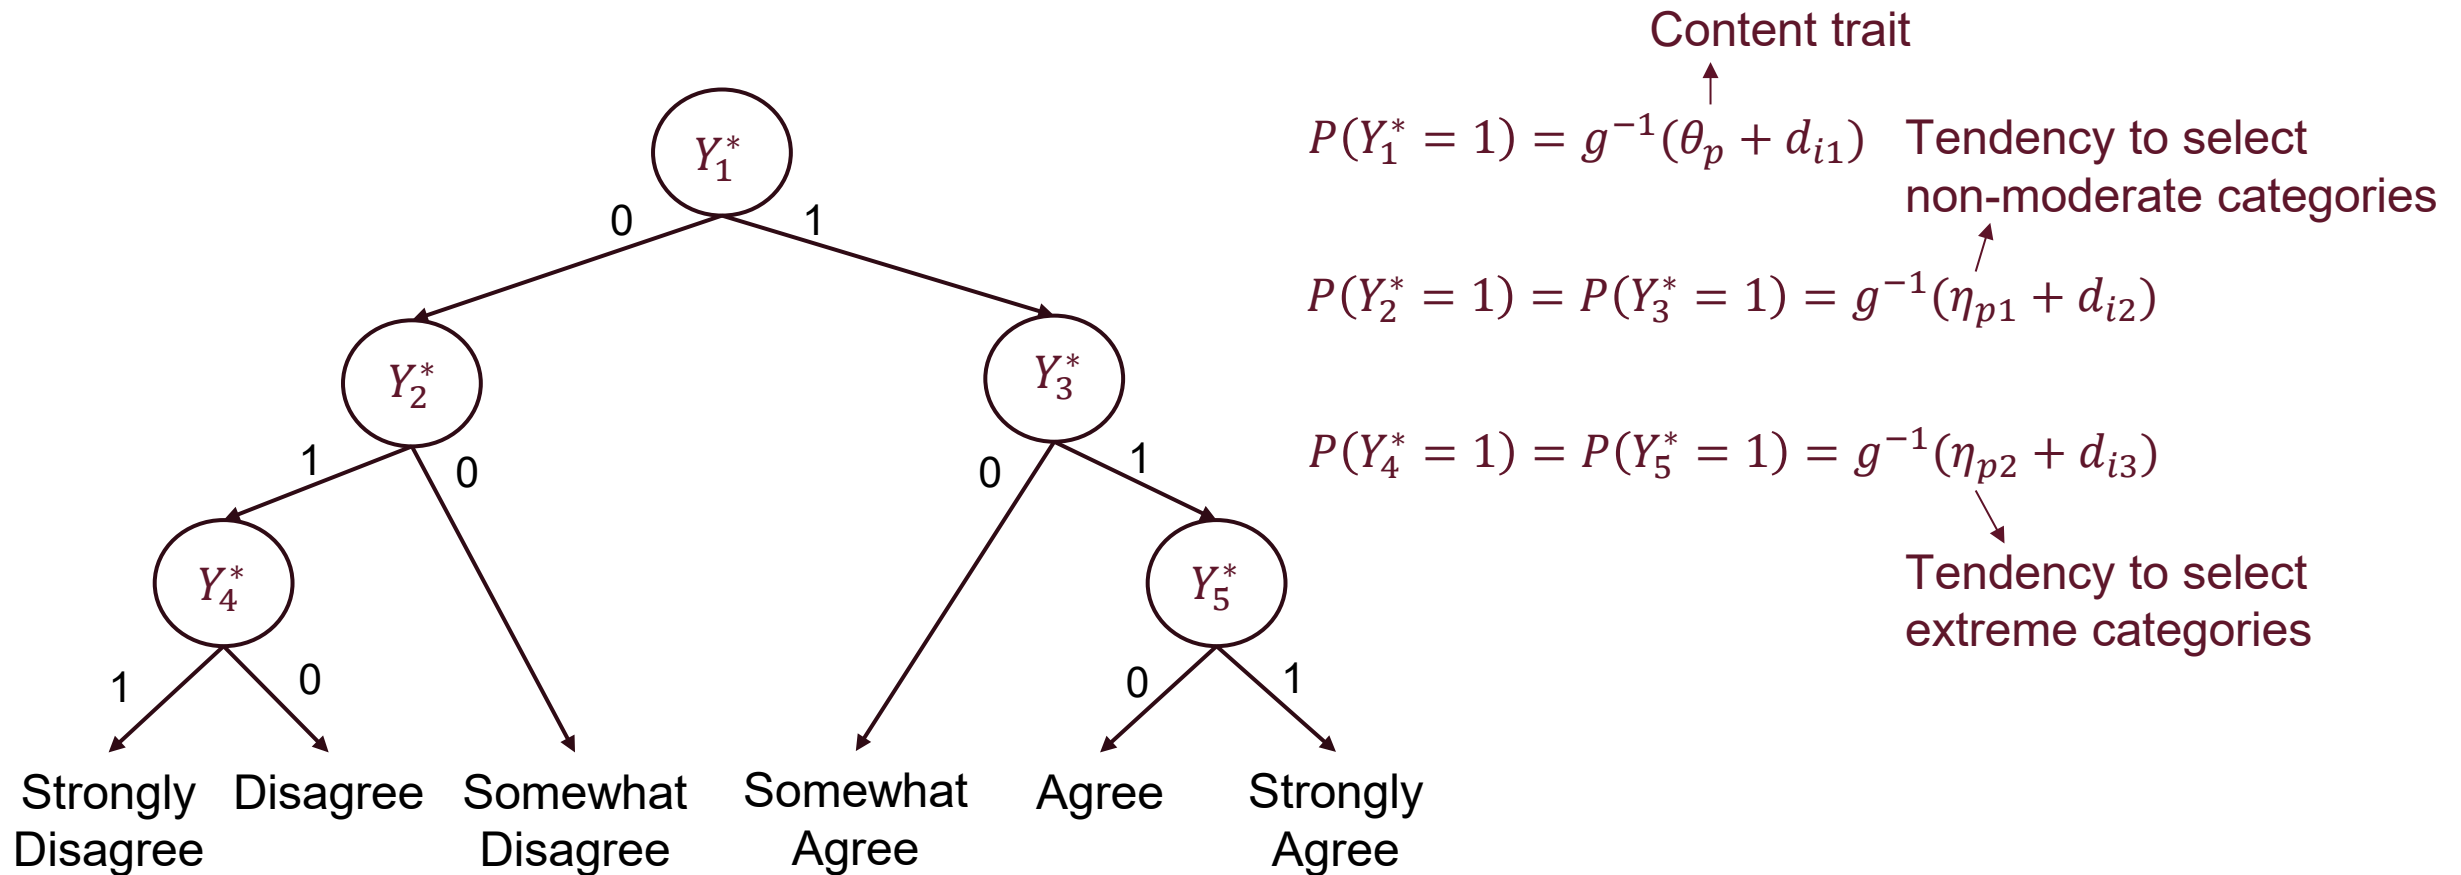 Content trait
Y₁*
P(Y₁* = 1) = g⁻¹(θₚ + dᵢ₁)
Tendency to select
non-moderate categories
0
1
P(Y₂* = 1) = P(Y₃* = 1) = g⁻¹(ηₚ₁ + dᵢ₂)
Y₂*
Y₃*
1
0
0
1
P(Y₄* = 1) = P(Y₅* = 1) = g⁻¹(ηₚ₂ + dᵢ₃)
Y₄*
Y₅*
Tendency to select
extreme categories
1
0
0
1
Strongly
Disagree
Disagree
Somewhat
Disagree
Somewhat
Agree
Agree
Strongly
Agree